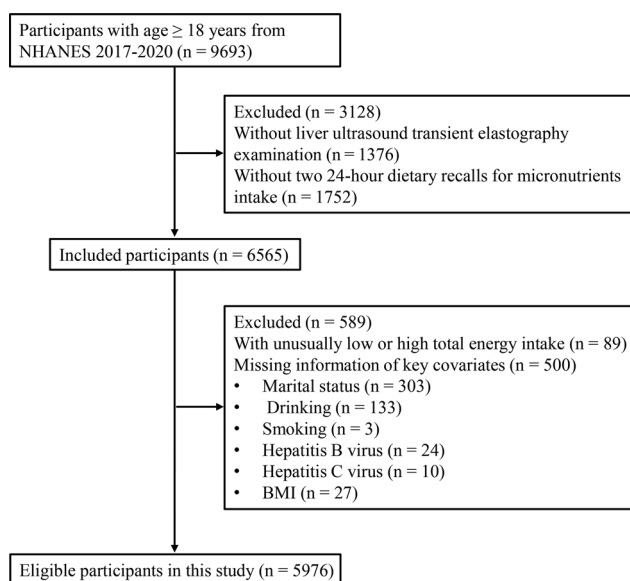 Participants with age ≥ 18 years from
NHANES 2017-2020 (n = 9693)
Excluded (n = 3128)
Without liver ultrasound transient elastography
examination (n = 1376)
Without two 24-hour dietary recalls for micronutrients
intake (n = 1752)
Included participants (n = 6565)
Excluded (n = 589)
With unusually low or high total energy intake (n = 89)
Missing information of key covariates (n = 500)
• Marital status (n = 303)
• Drinking (n = 133)
• Smoking (n = 3)
• Hepatitis B virus (n = 24)
• Hepatitis C virus (n = 10)
• BMI (n = 27)
Eligible participants in this study (n = 5976)